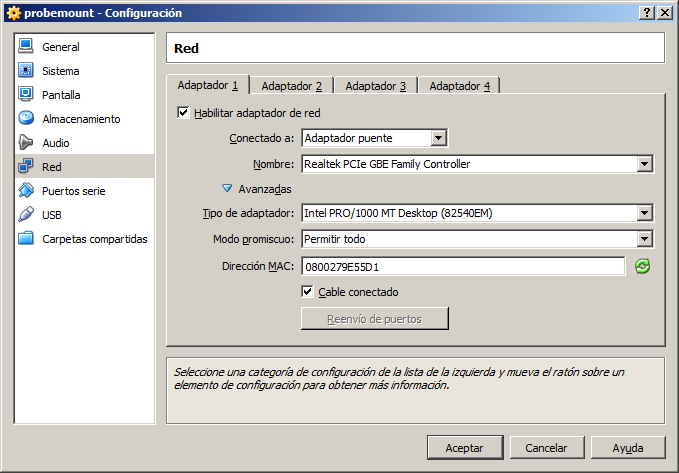 probemount - Configuración
General
Sistema
Pantalla
Almacenamiento
Audio
Red
Puertos serie
USB
Carpetas compartidas
Red
Adaptador 1 Adaptador 2 Adaptador 3 Adaptador 4
Habilitar adaptador de red
Conectado a: Adaptador puente
Nombre: Realtek PCIe GBE Family Controller
Avanzadas
Tipo de adaptador: Intel PRO/1000 MT Desktop (82540EM)
Modo promiscuo: Permitir todo
Dirección MAC: 0800279E55D1
Cable conectado
Reenvío de puertos
Seleccione una categoría de configuración de la lista de la izquierda y mueva el ratón sobre un
elemento de configuración para obtener más información.
Aceptar Cancelar Ayuda